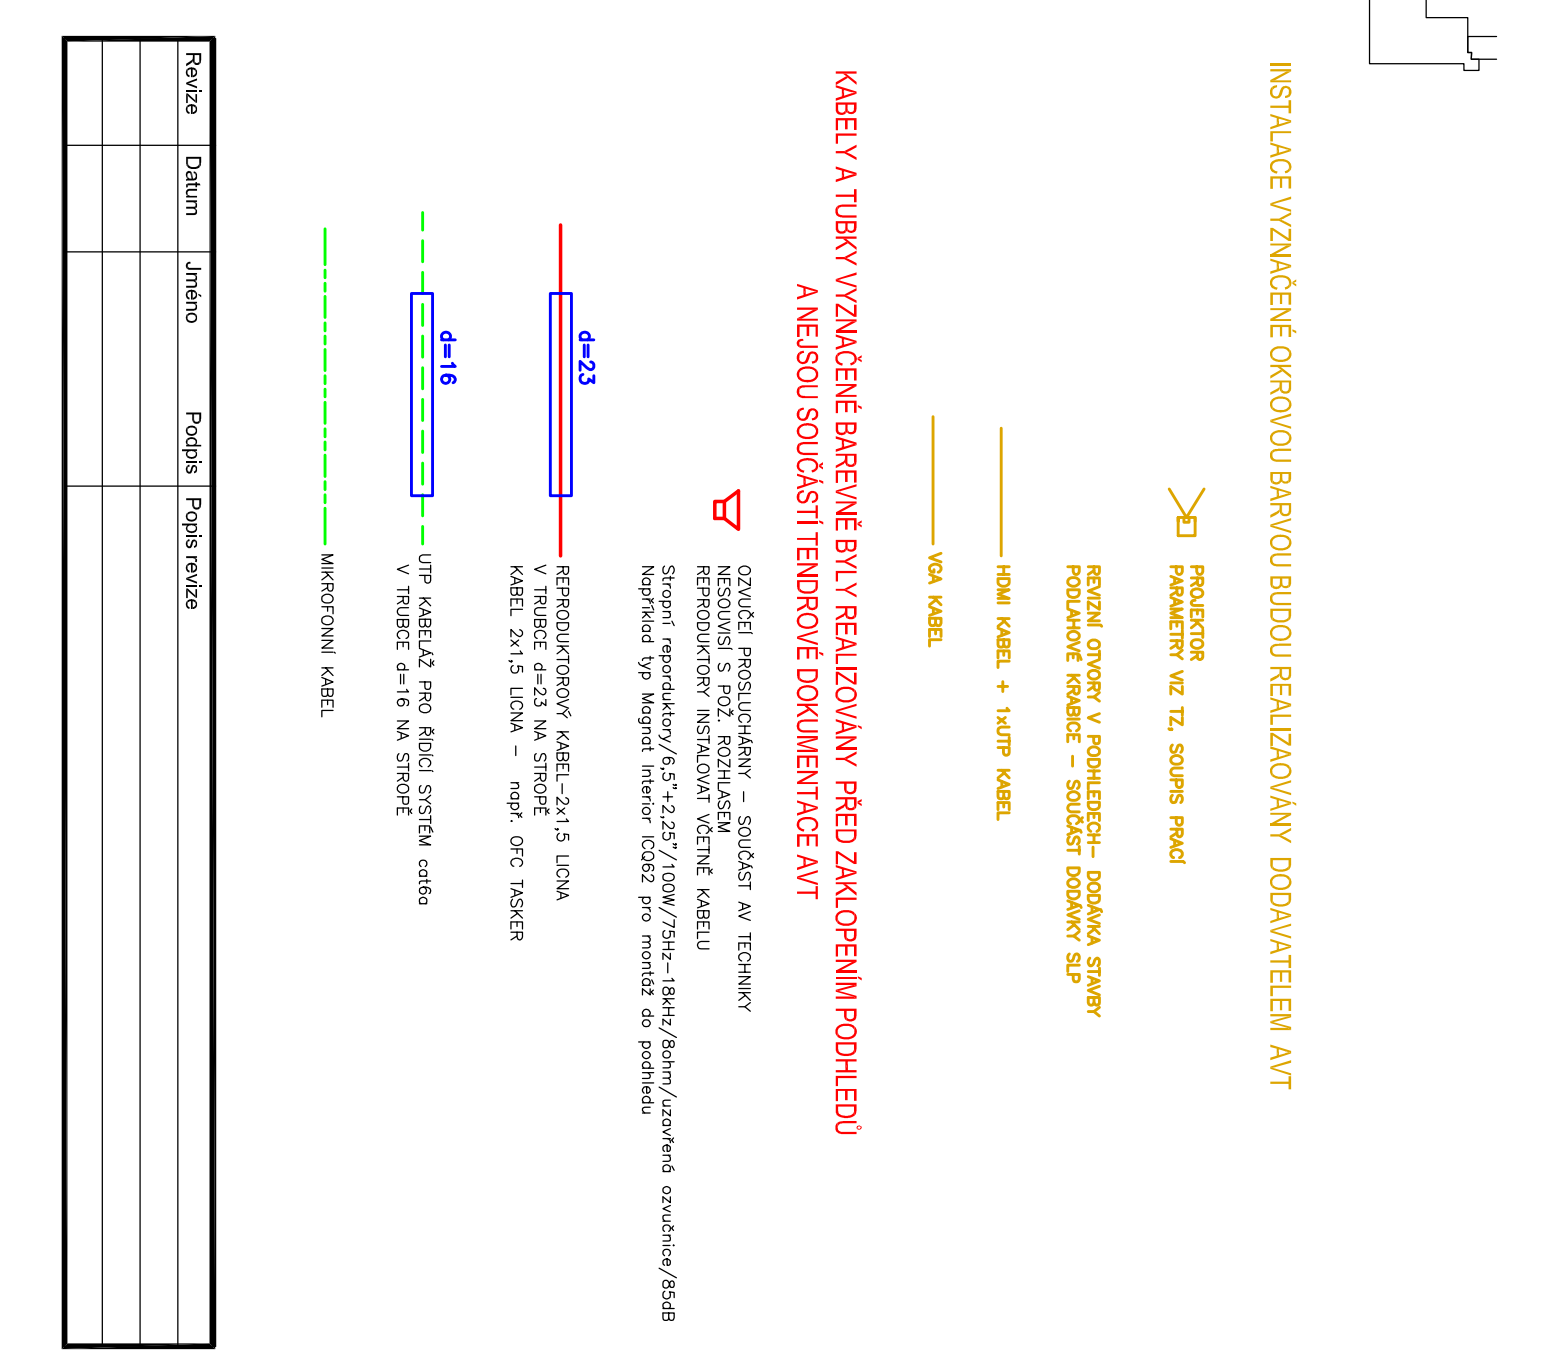 INSTALACE VYZNAČENÉ OKROVOU BARVOU BUDOU REALIZAOVÁNY DODAVATELEM AVT
PROJEKTOR
PARAMETRY VIZ TZ, SOUPIS PRACÍ
REVIZNÍ OTVORY V PODHLEDECH– DODÁVKA STAVBY
PODLAHOVÉ KRABICE – SOUČÁST DODÁVKY SLP
HDMI KABEL + 1xUTP KABEL
VGA KABEL
KABELY A TUBKY VYZNAČENÉ BAREVNĚ BYLY REALIZOVÁNY PŘED ZAKLOPENÍM PODHLEDŮ
A NEJSOU SOUČÁSTÍ TENDROVÉ DOKUMENTACE AVT
OZVUČEÍ PROSLUCHÁRNY – SOUČÁST AV TECHNIKY
NESOUVISÍ S POŽ. ROZHLASEM
REPRODUKTORY INSTALOVAT VČETNĚ KABELU
Stropní reporduktory/6,5"+2,25"/100W/75Hz–18kHz/8ohm/uzavřená ozvučnice/85dB
Například typ Magnat Interior ICQ62 pro montáž do podhledu
d=23
REPRODUKTOROVÝ KABEL–2x1,5 LICNA
V TRUBCE d=23 NA STROPĚ
KABEL 2x1,5 LICNA – např. OFC TASKER
d=16
UTP KABELÁŽ PRO ŘÍDÍCÍ SYSTÉM cat6a
V TRUBCE d=16 NA STROPĚ
MIKROFONNÍ KABEL
Revize Datum Jméno Podpis Popis revize